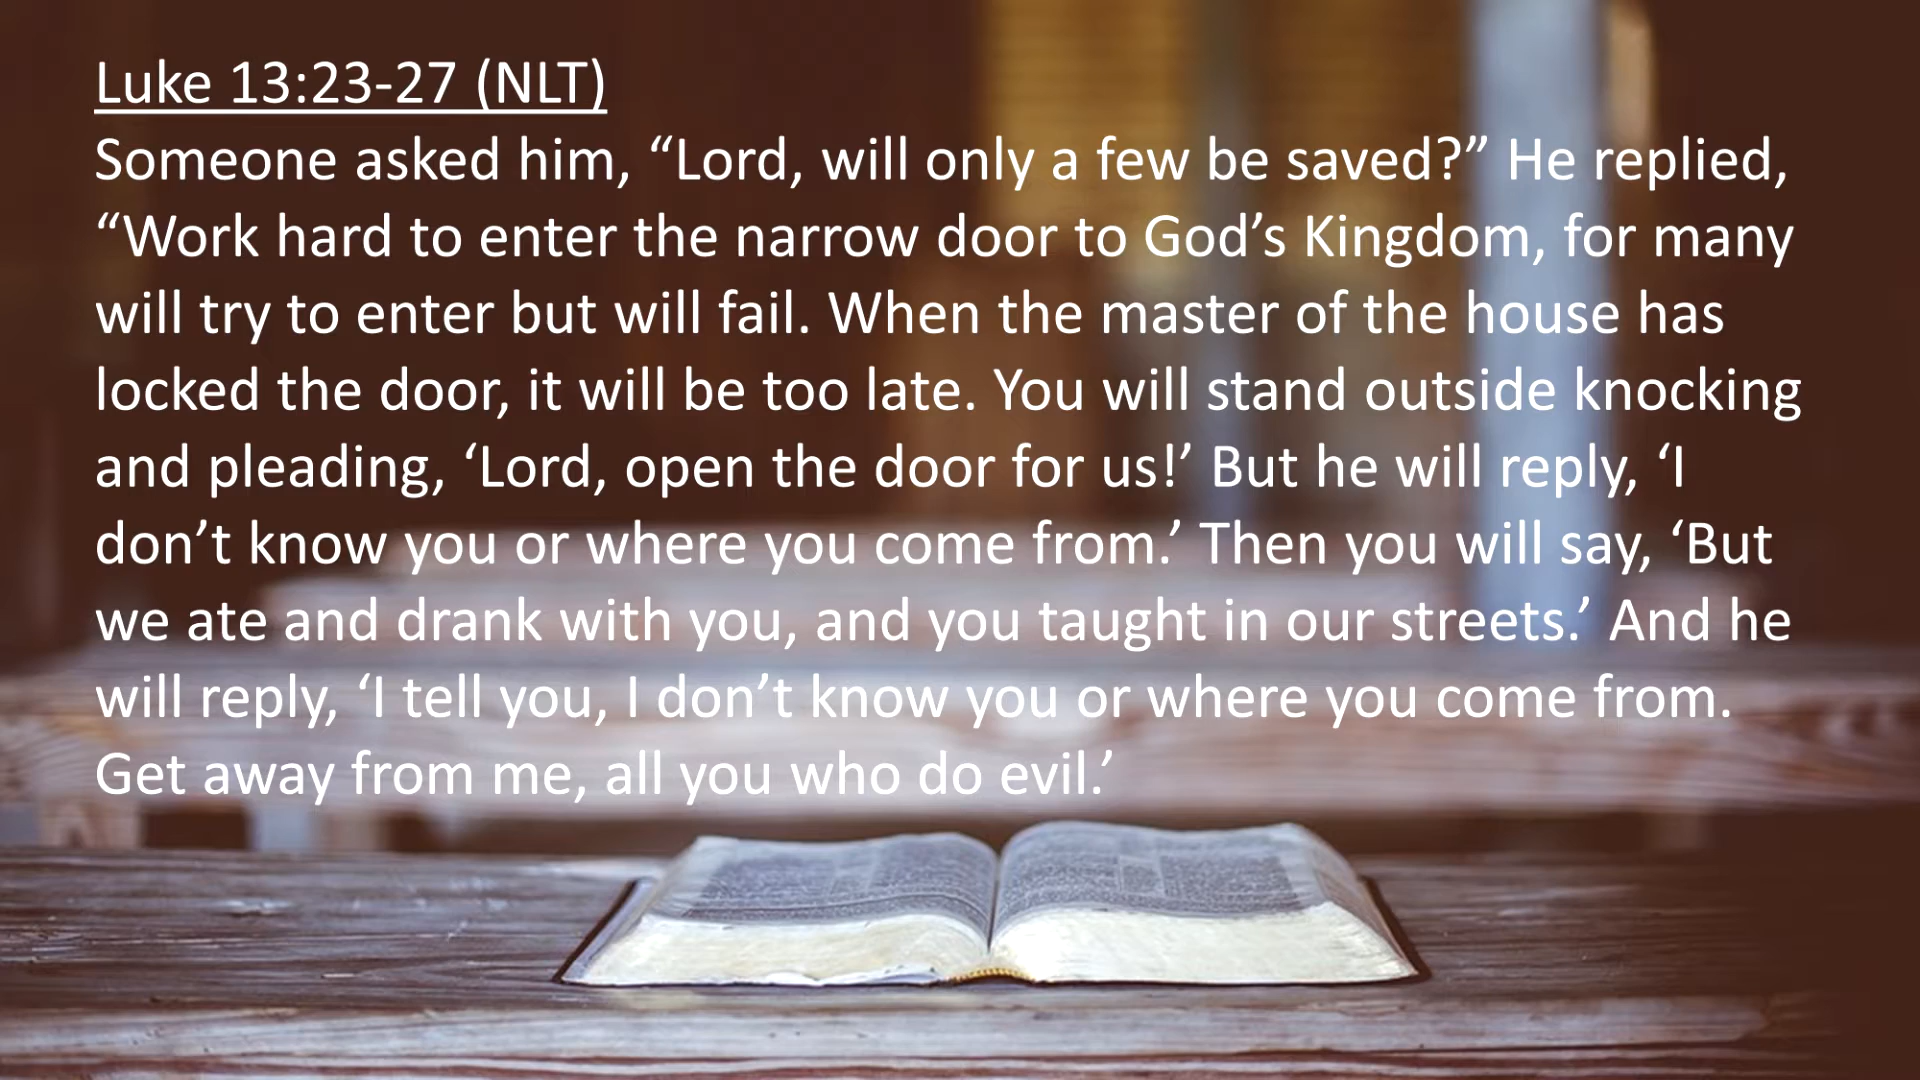 Luke 13:23-27 (NLT)
Someone asked him, “Lord, will only a few be saved?” He replied,
“Work hard to enter the narrow door to God’s Kingdom, for many
will try to enter but will fail. When the master of the house has
locked the door, it will be too late. You will stand outside knocking
and pleading, ‘Lord, open the door for us!’ But he will reply, ‘I
don’t know you or where you come from.’ Then you will say, ‘But
we ate and drank with you, and you taught in our streets.’ And he
will reply, ‘I tell you, I don’t know you or where you come from.
Get away from me, all you who do evil.’